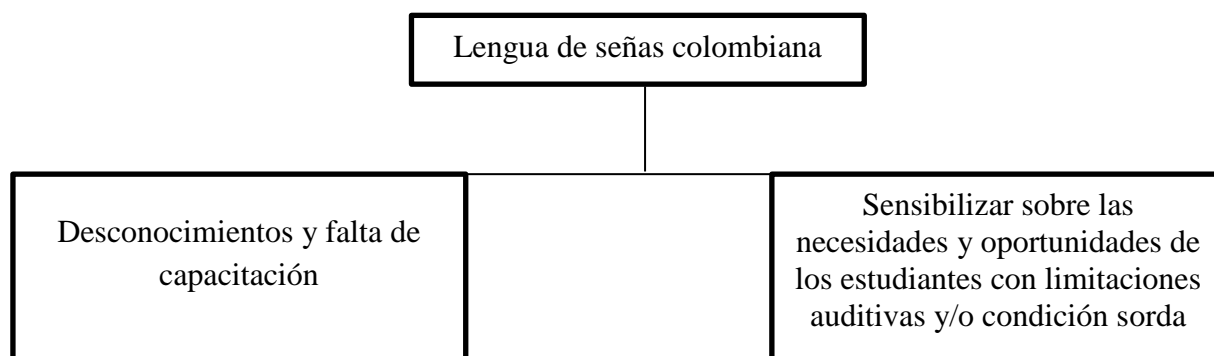 Lengua de señas colombiana
Desconocimientos y falta de
capacitación
Sensibilizar sobre las
necesidades y oportunidades de
los estudiantes con limitaciones
auditivas y/o condición sorda